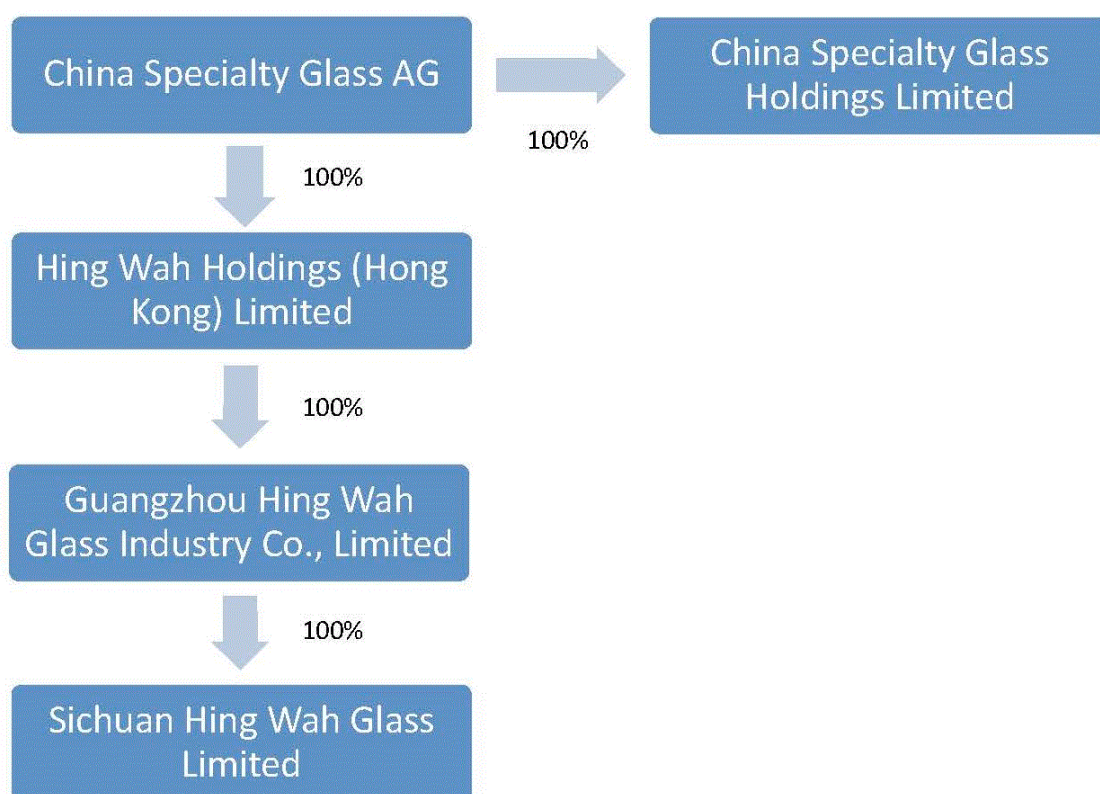 China Specialty Glass AG
China Specialty Glass
Holdings Limited
100%
100%
Hing Wah Holdings (Hong
Kong) Limited
100%
Guangzhou Hing Wah
Glass Industry Co., Limited
100%
Sichuan Hing Wah Glass
Limited